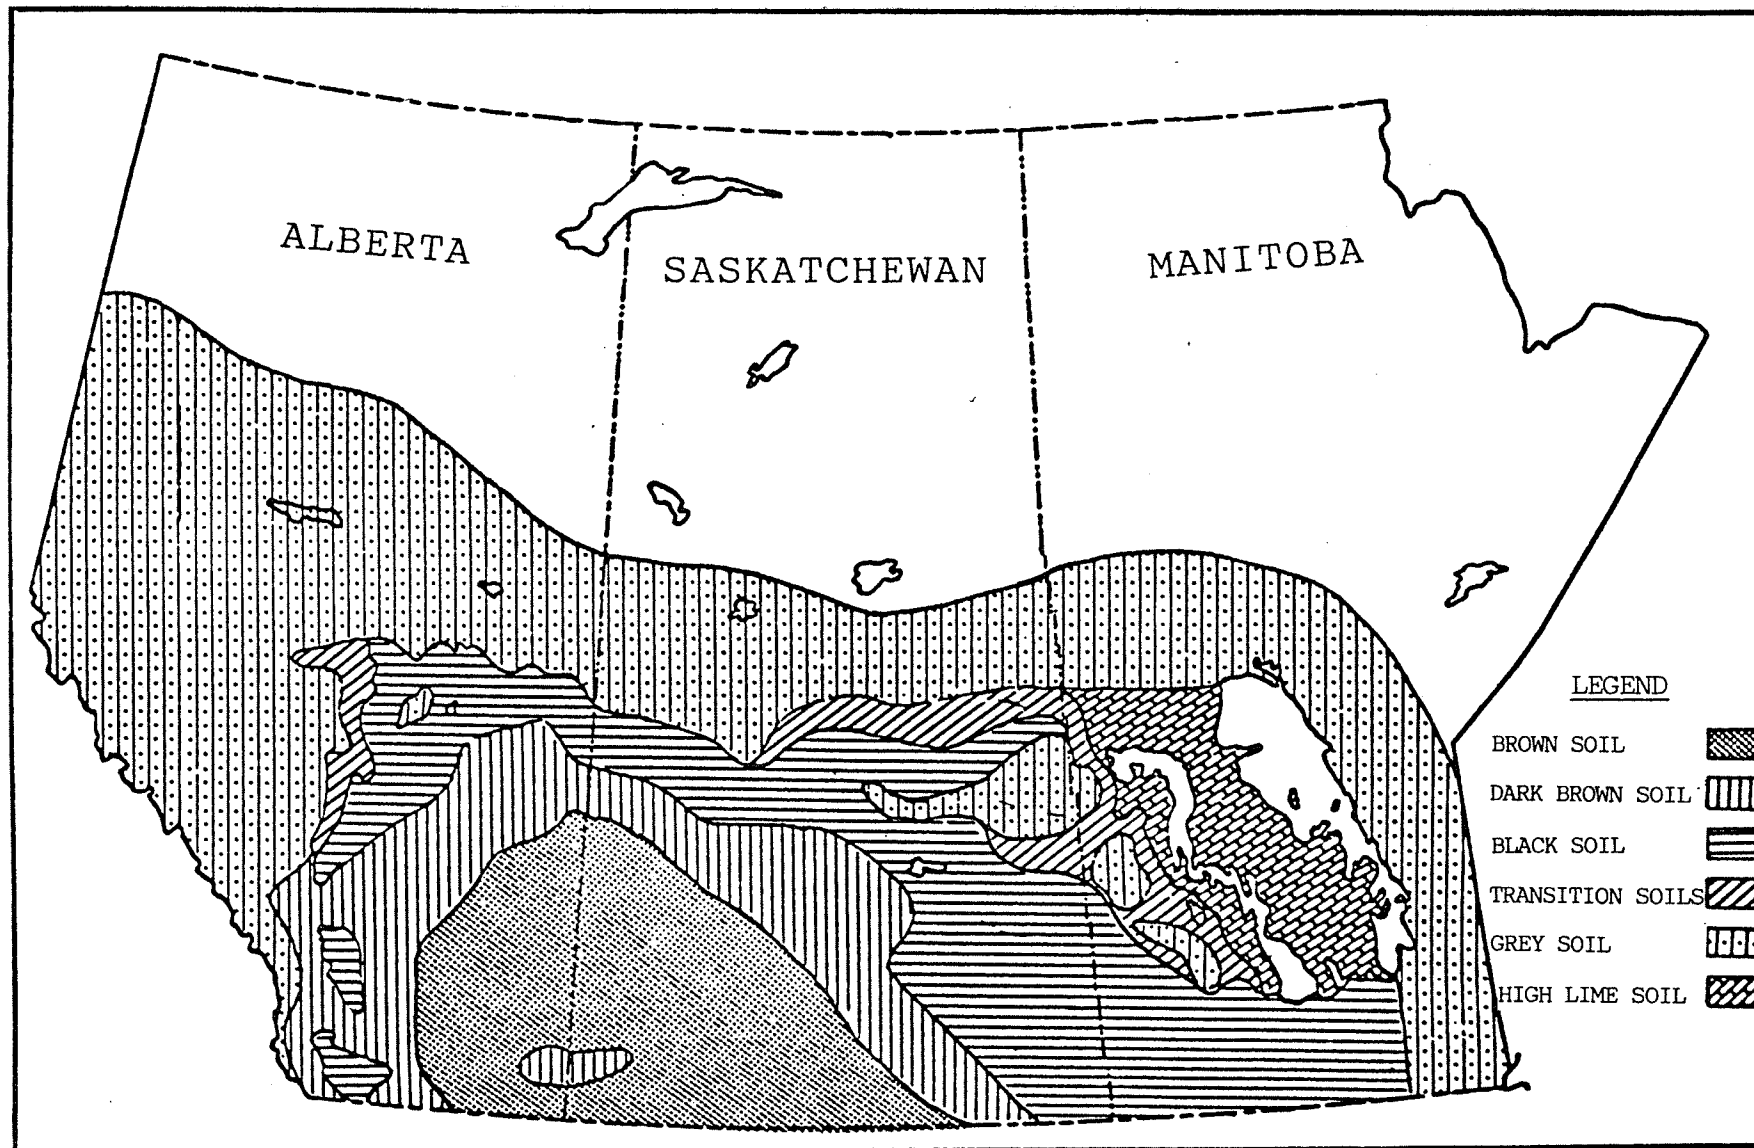 ALBERTA
SASKATCHEWAN
MANITOBA
LEGEND
BROWN SOIL
DARK BROWN SOIL
BLACK SOIL
TRANSITION SOILS
GREY SOIL
HIGH LIME SOIL